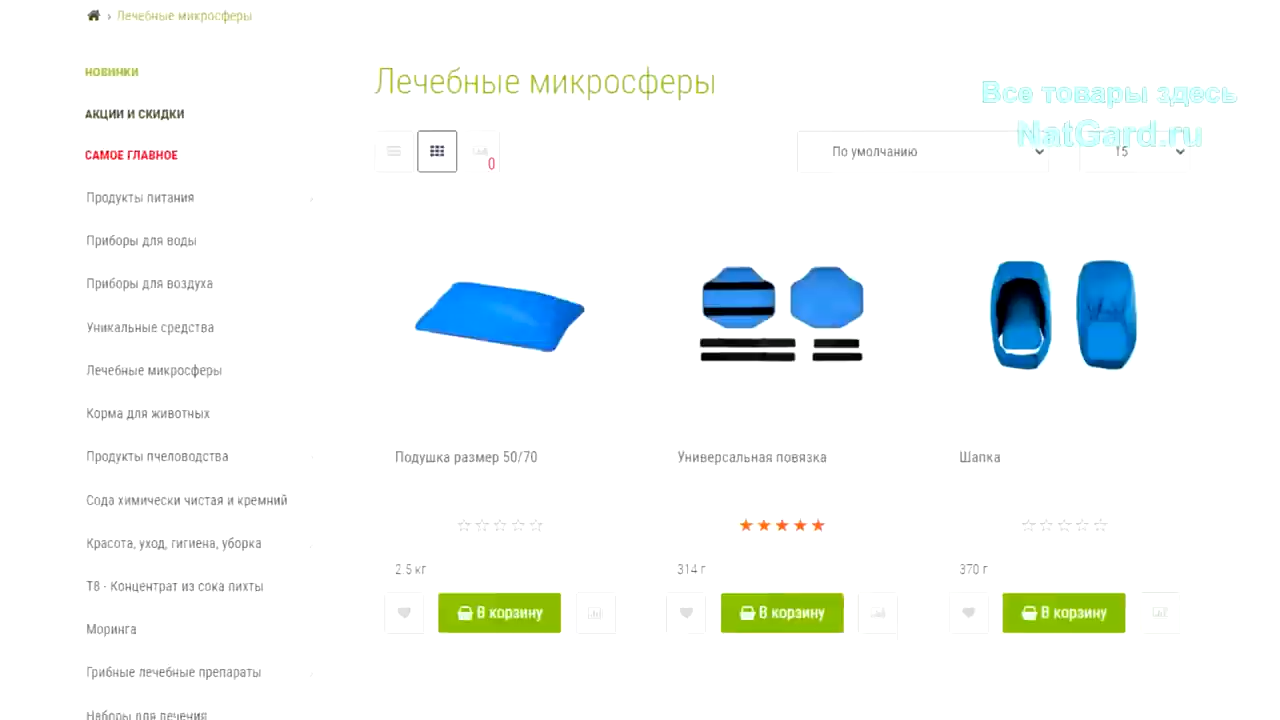 › Лечебные микросферы
НОВИНКИ
АКЦИИ И СКИДКИ
САМОЕ ГЛАВНОЕ
Продукты питания
Приборы для воды
Приборы для воздуха
Уникальные средства
Лечебные микросферы
Корма для животных
Продукты пчеловодства
Сода химически чистая и кремний
Красота, уход, гигиена, уборка
Т8 - Концентрат из сока пихты
Моринга
Грибные лечебные препараты
Наборы для лечения
Лечебные микросферы
Все товары здесь
NatGard.ru
0
По умолчанию
15
Подушка размер 50/70
Универсальная повязка
Шапка
2.5 кг
314 г
370 г
В корзину
В корзину
В корзину